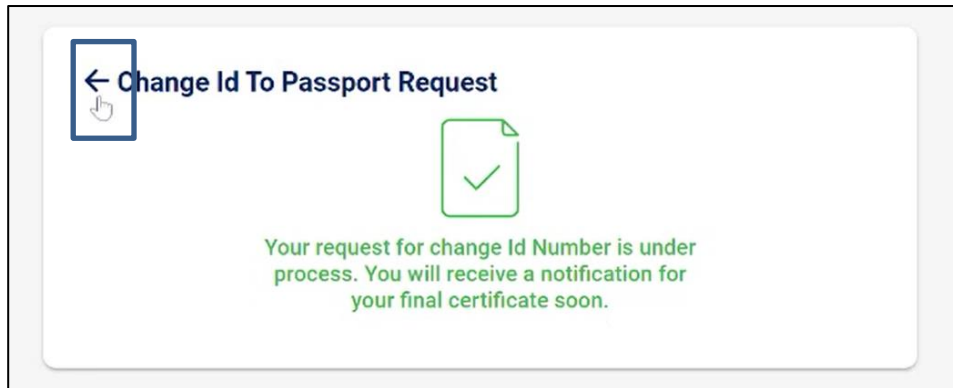 Change Id To Passport Request
Your request for change Id Number is under
process. You will receive a notification for
your final certificate soon.